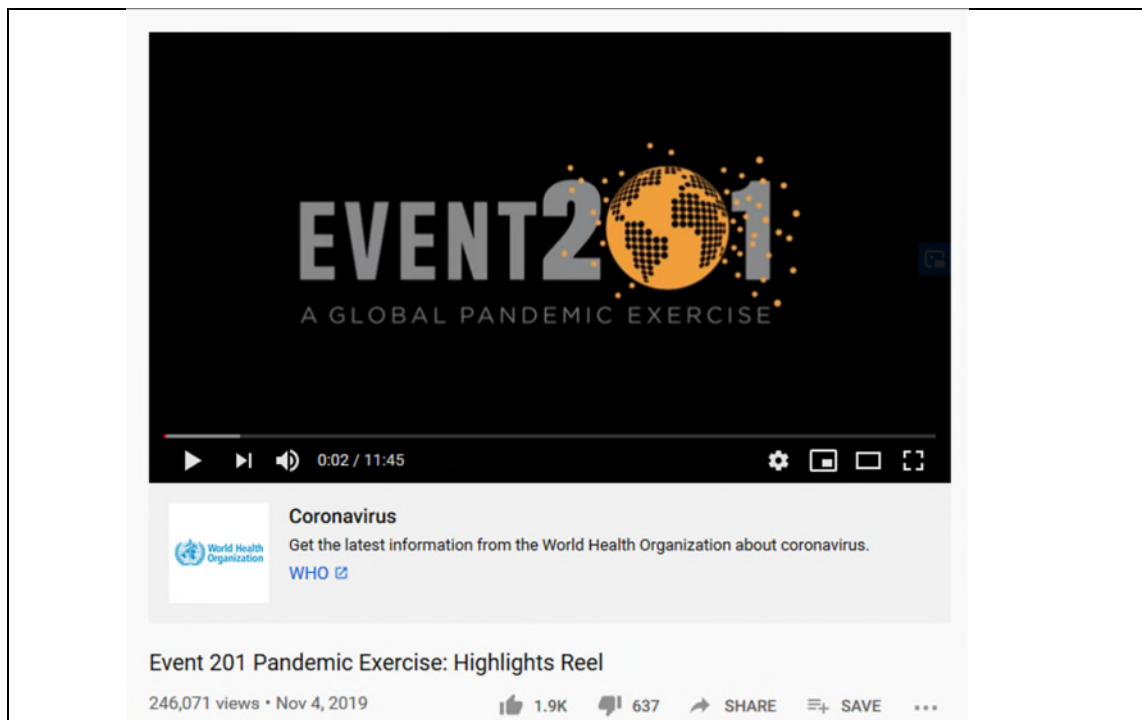 EVENT201
A GLOBAL PANDEMIC EXERCISE
0:02 / 11:45
World Health
Organization
Coronavirus
Get the latest information from the World Health Organization about coronavirus.
WHO
Event 201 Pandemic Exercise: Highlights Reel
246,071 views • Nov 4, 2019 1.9K 637 SHARE SAVE